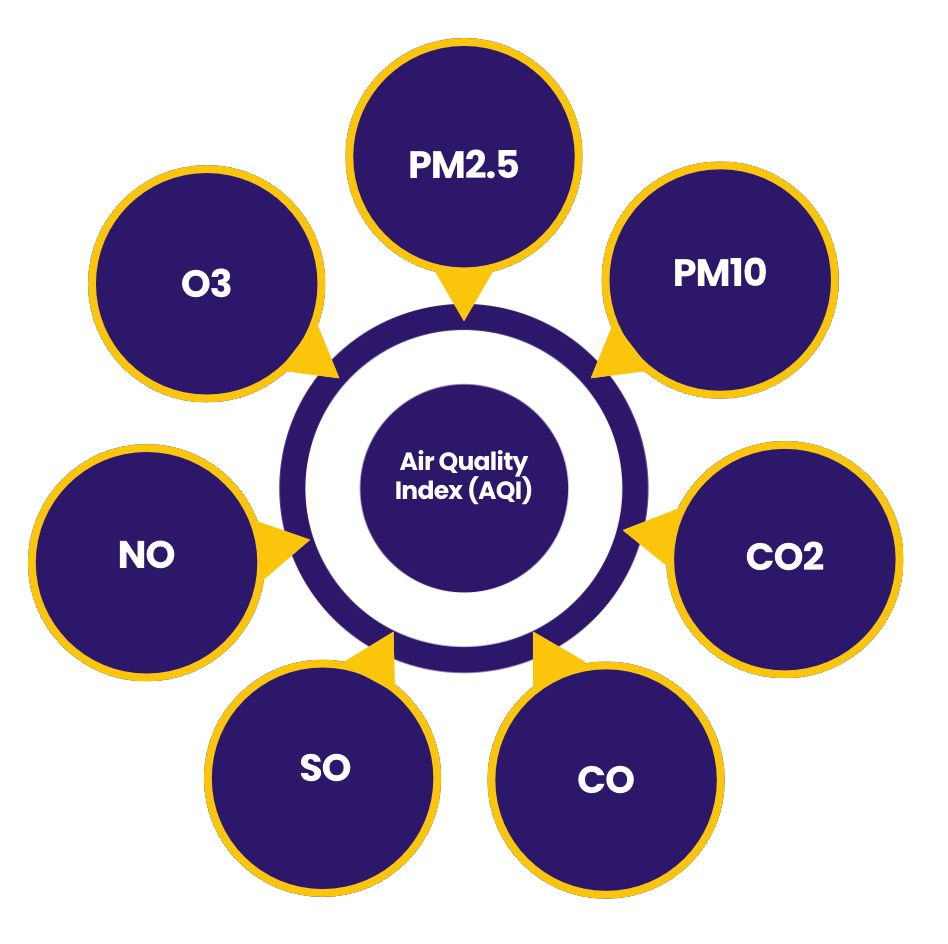 PM2.5
PM10
O3
Air Quality
Index (AQI)
NO
CO2
SO
CO